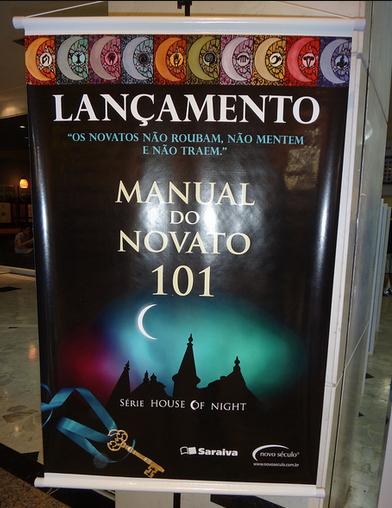 LANÇAMENTO
“OS NOVATOS NÃO ROUBAM, NÃO MENTEM
E NÃO TRAEM.”
MANUAL
DO
NOVATO
101
SÉRIE HOUSE OF NIGHT
Saraiva
novo século®
www.novoseculo.com.br